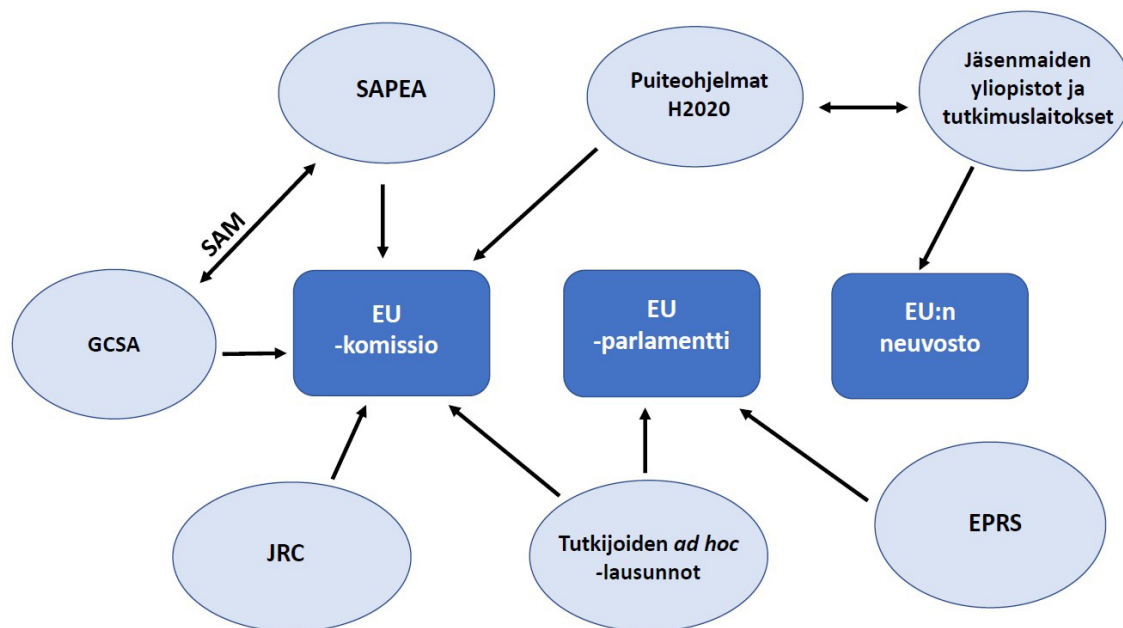 SAPEA
Puiteohjelmat
H2020
Jäsenmaiden
yliopistot ja
tutkimuslaitokset
SAM
GCSA
EU
-komissio
EU
-parlamentti
EU:n
neuvosto
JRC
Tutkijoiden ad hoc
-lausunnot
EPRS